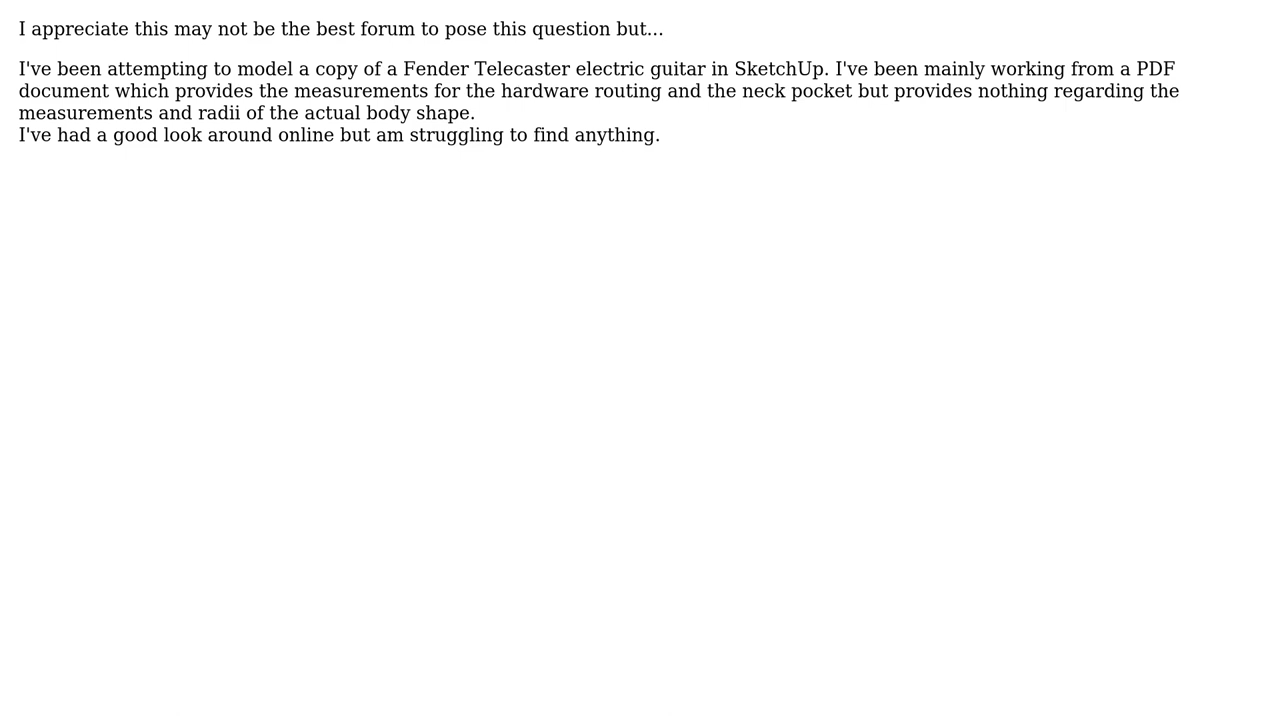 I appreciate this may not be the best forum to pose this question but...
I've been attempting to model a copy of a Fender Telecaster electric guitar in SketchUp. I've been mainly working from a PDF
document which provides the measurements for the hardware routing and the neck pocket but provides nothing regarding the
measurements and radii of the actual body shape.
I've had a good look around online but am struggling to find anything.